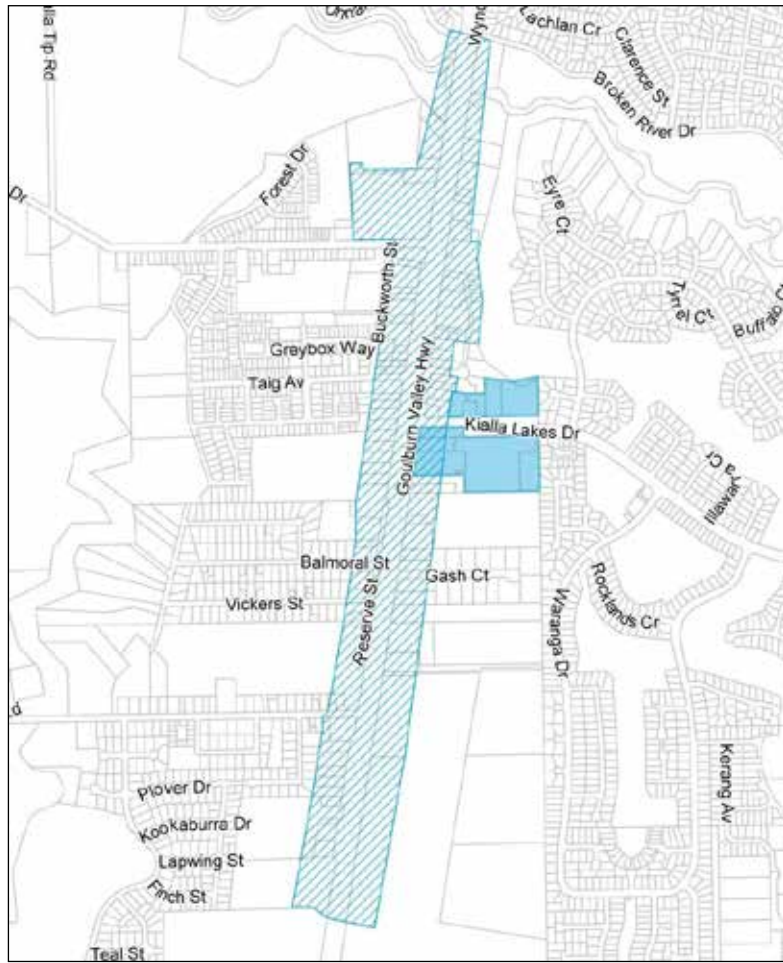 Lachlan Cr
Clarence St
Broken River Dr
Forest Dr
Dr
Eyre Ct
Buckworth St
Tyrrel Ct
Greybox Way
Taig Av
Goulburn Valley Hwy
Kialla Lakes Dr
Illawarra Cr
Balmoral St
Gash Ct
Vickers St
Reserve St
Rocklands Cr
Waranga Dr
Kerang Av
Plover Dr
Kookaburra Dr
Lapwing St
Finch St
Teal St